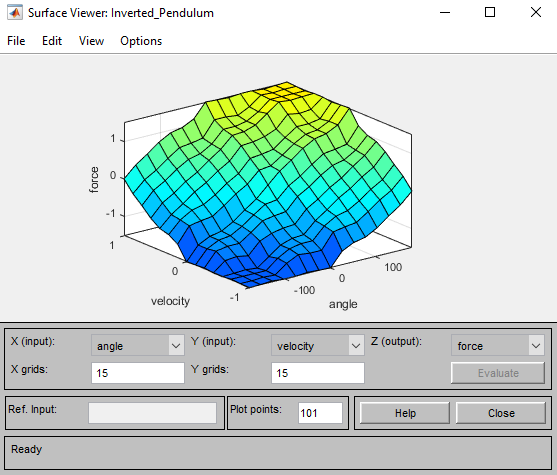 Surface Viewer: Inverted_Pendulum
File Edit View Options
1
0
-1
force
1
0
-1
velocity
-100
0
100
angle
X (input): angle Y (input): velocity Z (output): force
X grids: 15 Y grids: 15 Evaluate
Ref. Input: Plot points: 101 Help Close
Ready